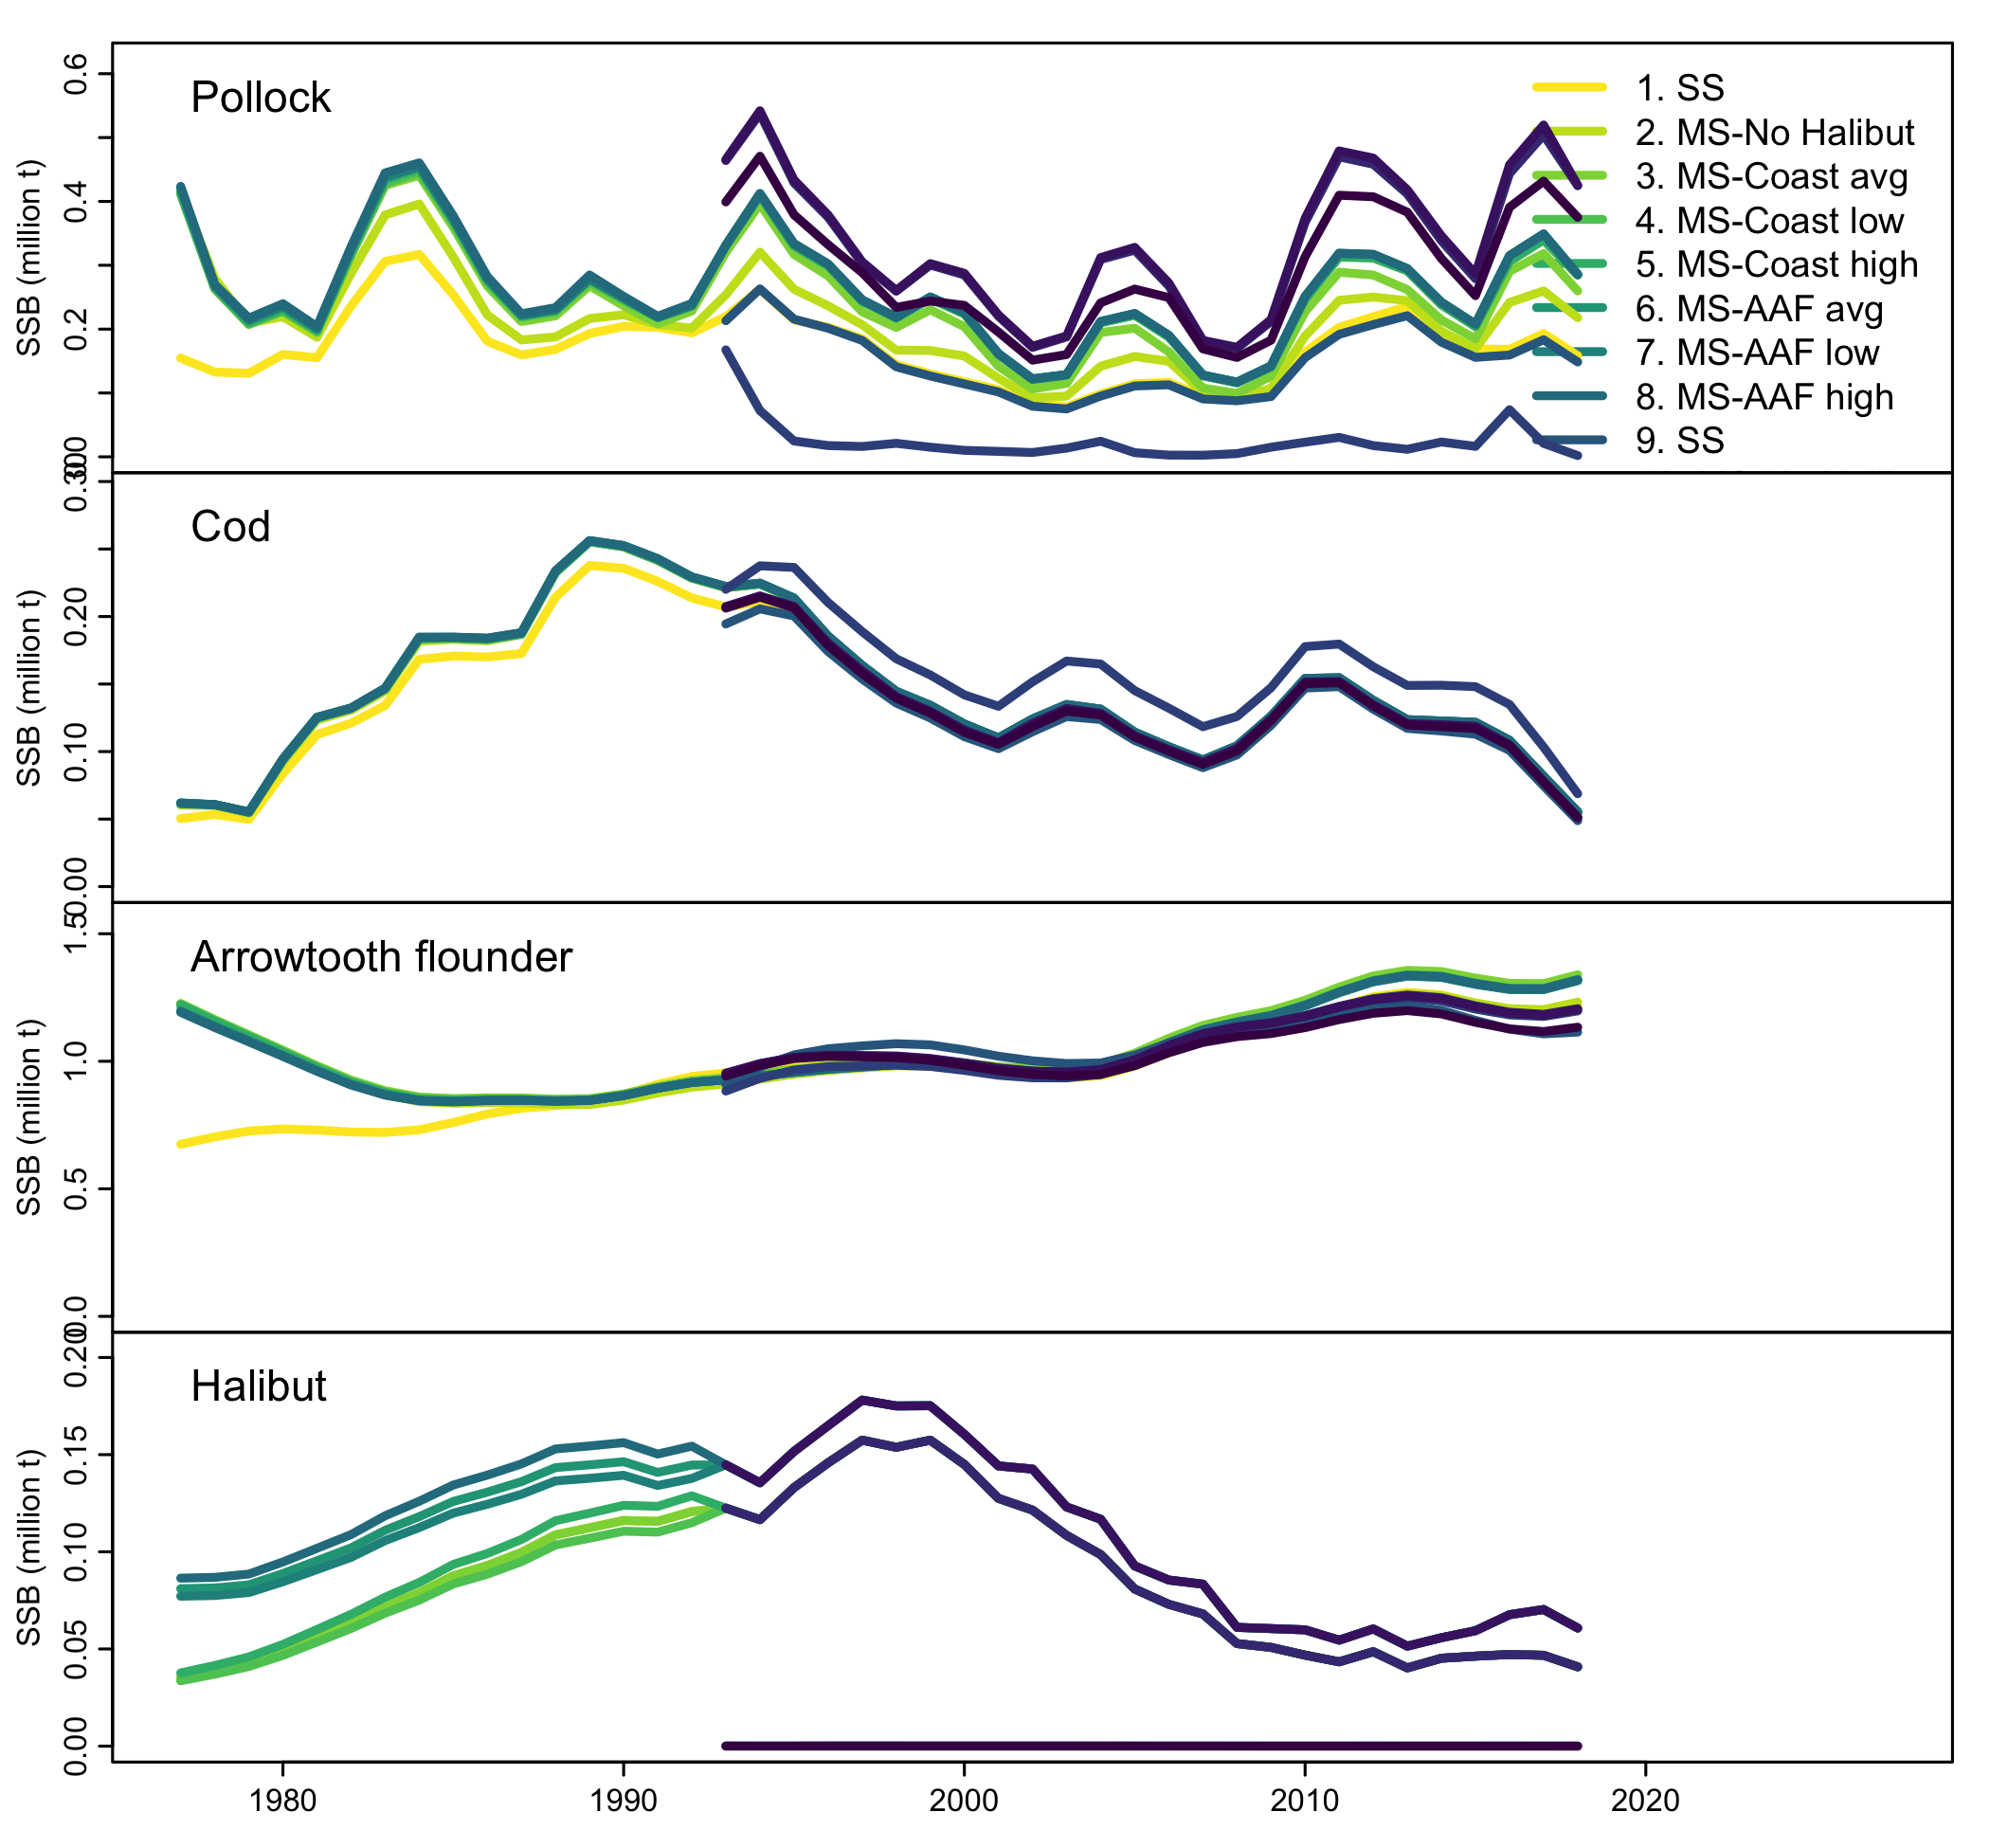 Pollock
SSB (million t)
0.6
0.4
0.2
0.0
1. SS
2. MS-No Halibut
3. MS-Coast avg
4. MS-Coast low
5. MS-Coast high
6. MS-AAF avg
7. MS-AAF low
8. MS-AAF high
9. SS
Cod
SSB (million t)
0.30
0.20
0.10
0.00
Arrowtooth flounder
SSB (million t)
1.5
1.0
0.5
0.0
Halibut
SSB (million t)
0.20
0.15
0.10
0.05
0.00
1980 1990 2000 2010 2020